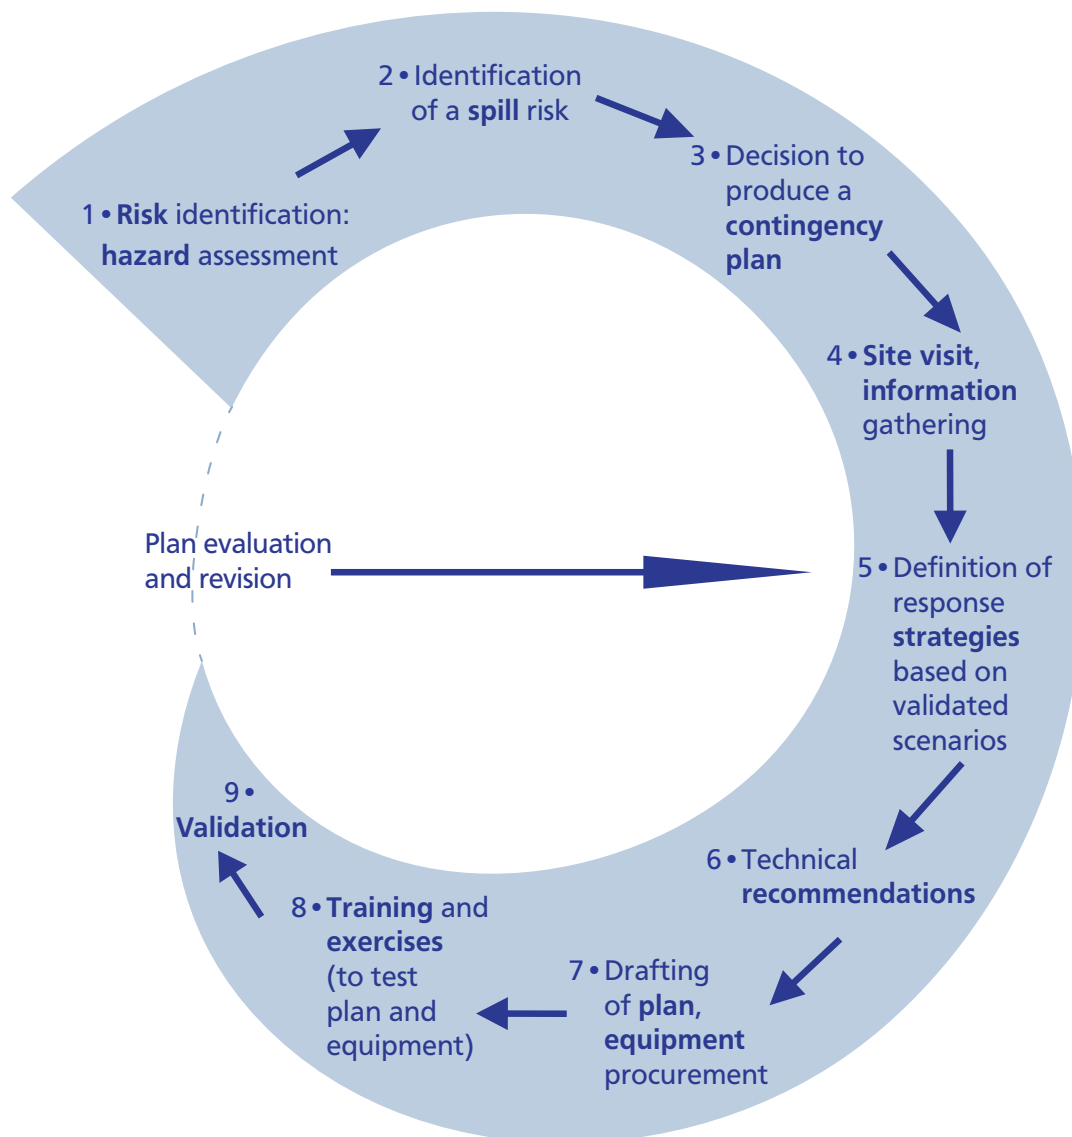 2 • Identification
of a spill risk
3 • Decision to
produce a
contingency
plan
1 • Risk identification:
hazard assessment
4 • Site visit,
information
gathering
Plan evaluation
and revision
5 • Definition of
response
strategies
based on
validated
scenarios
9 •
Validation
6 • Technical
recommendations
8 • Training and
exercises
(to test
plan and
equipment)
7 • Drafting
of plan,
equipment
procurement